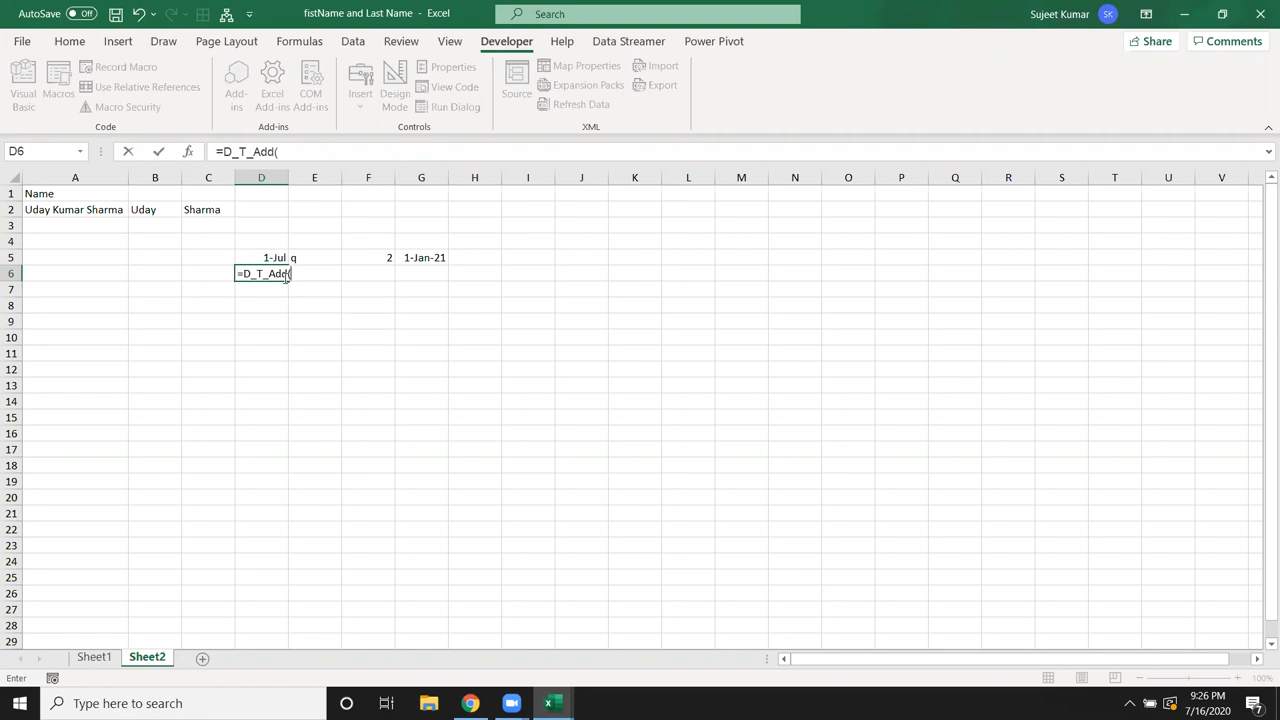 AutoSave Off fistName and Last Name - Excel Search Sujeet Kumar SK
File Home Insert Draw Page Layout Formulas Data Review View Developer Help Data Streamer Power Pivot Share Comments
Visual Basic Macros Record Macro Use Relative References Macro Security Code
Add-ins Excel Add-ins COM Add-ins Add-ins
Insert Design Mode Properties View Code Run Dialog Controls
Source Map Properties Expansion Packs Refresh Data Import Export XML
D6 fx =D_T_Add(
A B C D E F G H I J K L M N O P Q R S T U V
1 Name
2 Uday Kumar Sharma Uday Sharma
3
4
5 1-Jul q 2 1-Jan-21
6 =D_T_Add(
7
8
9
10
11
12
13
14
15
16
17
18
19
20
21
22
23
24
25
26
27
28
29
Sheet1 Sheet2
Enter 100%
Type here to search 9:26 PM
7/16/2020 7